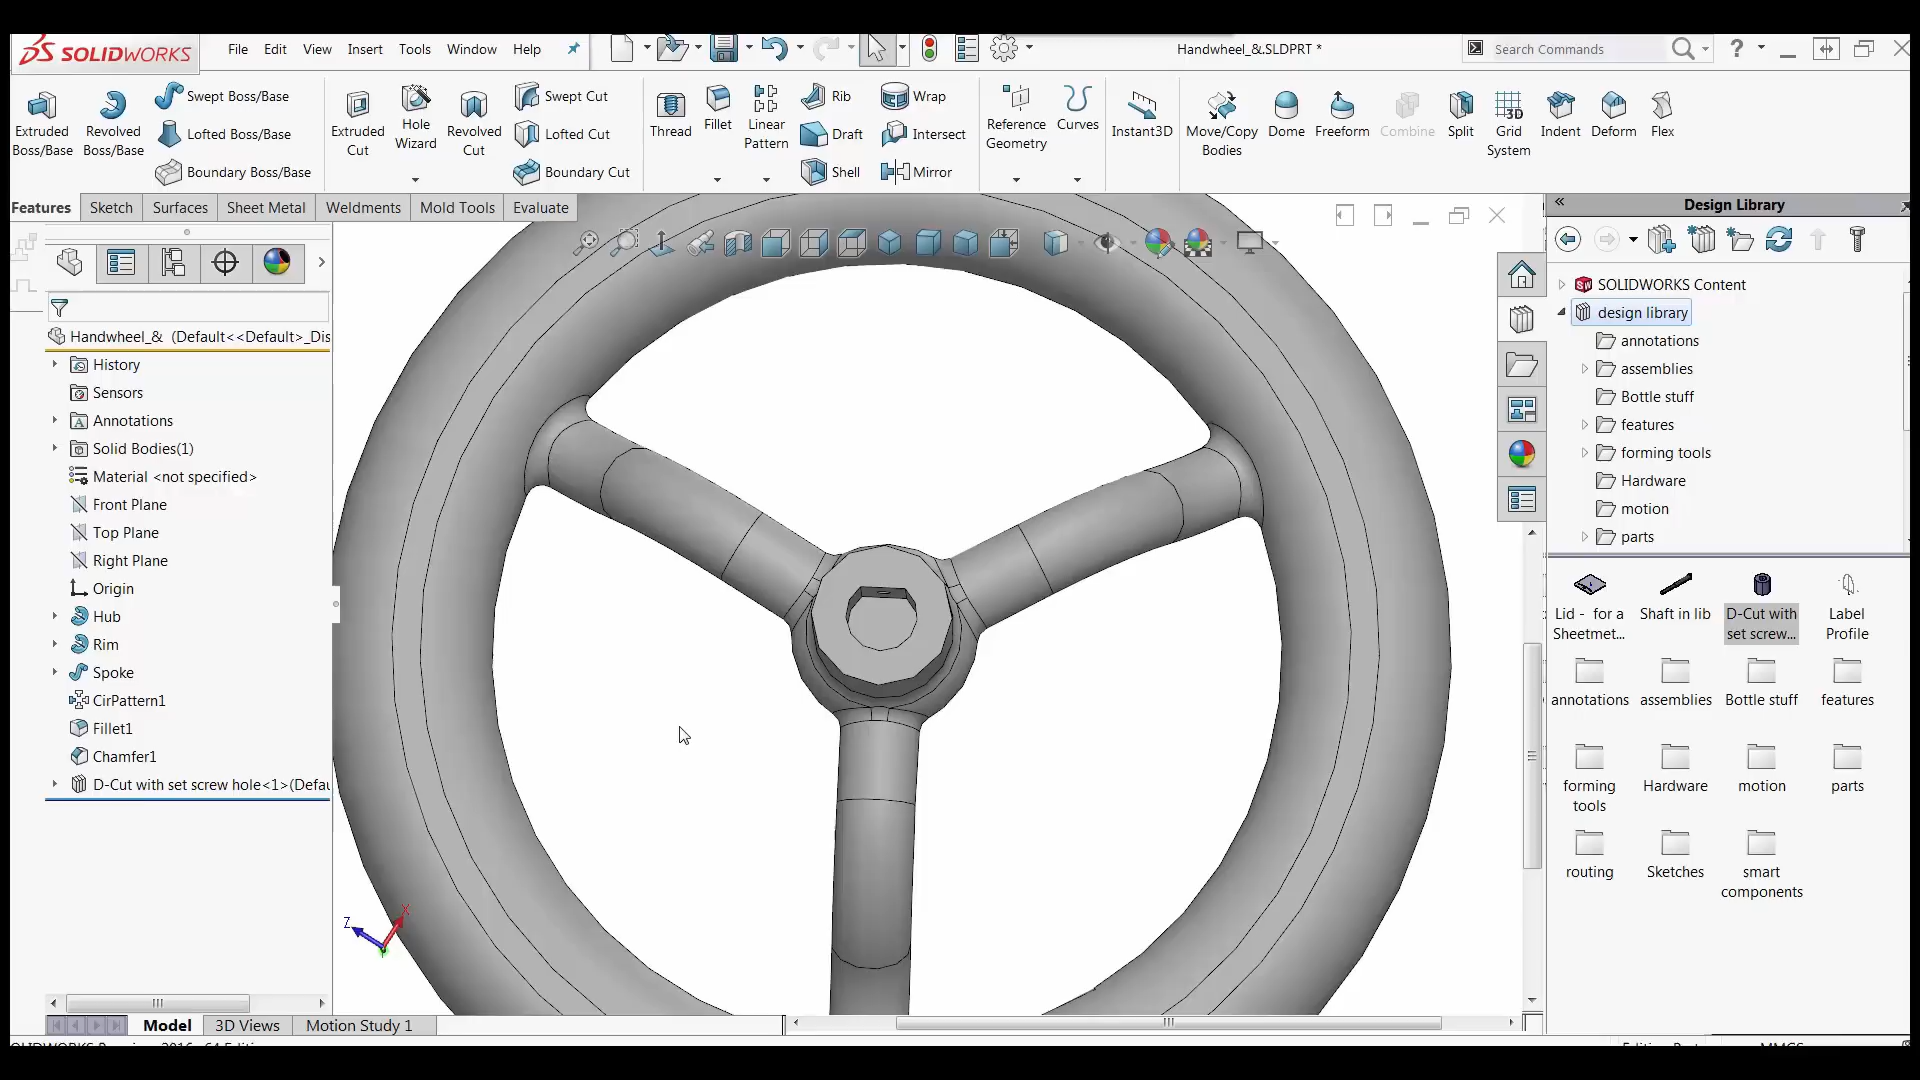 SOLIDWORKS
File Edit View Insert Tools Window Help
Handwheel_&.SLDPRT *
Search Commands
Extruded Boss/Base
Revolved Boss/Base
Swept Boss/Base
Lofted Boss/Base
Boundary Boss/Base
Extruded Cut
Hole Wizard
Revolved Cut
Swept Cut
Lofted Cut
Boundary Cut
Thread
Fillet
Linear Pattern
Rib
Draft
Shell
Wrap
Intersect
Mirror
Reference Geometry
Curves
Instant3D
Move/Copy Bodies
Dome
Freeform
Combine
Split
Grid System
Indent
Deform
Flex
Features Sketch Surfaces Sheet Metal Weldments Mold Tools Evaluate
Handwheel_& (Default<<Default>_Dis
History
Sensors
Annotations
Solid Bodies(1)
Material <not specified>
Front Plane
Top Plane
Right Plane
Origin
Hub
Rim
Spoke
CirPattern1
Fillet1
Chamfer1
D-Cut with set screw hole<1>(Defau
Z
X
Y
Model 3D Views Motion Study 1
Design Library
SOLIDWORKS Content
design library
annotations
assemblies
Bottle stuff
features
forming tools
Hardware
motion
parts
Lid - for a Sheetmet...
Shaft in lib
D-Cut with set screw...
Label Profile
annotations
assemblies
Bottle stuff
features
forming tools
Hardware
motion
parts
routing
Sketches
smart components